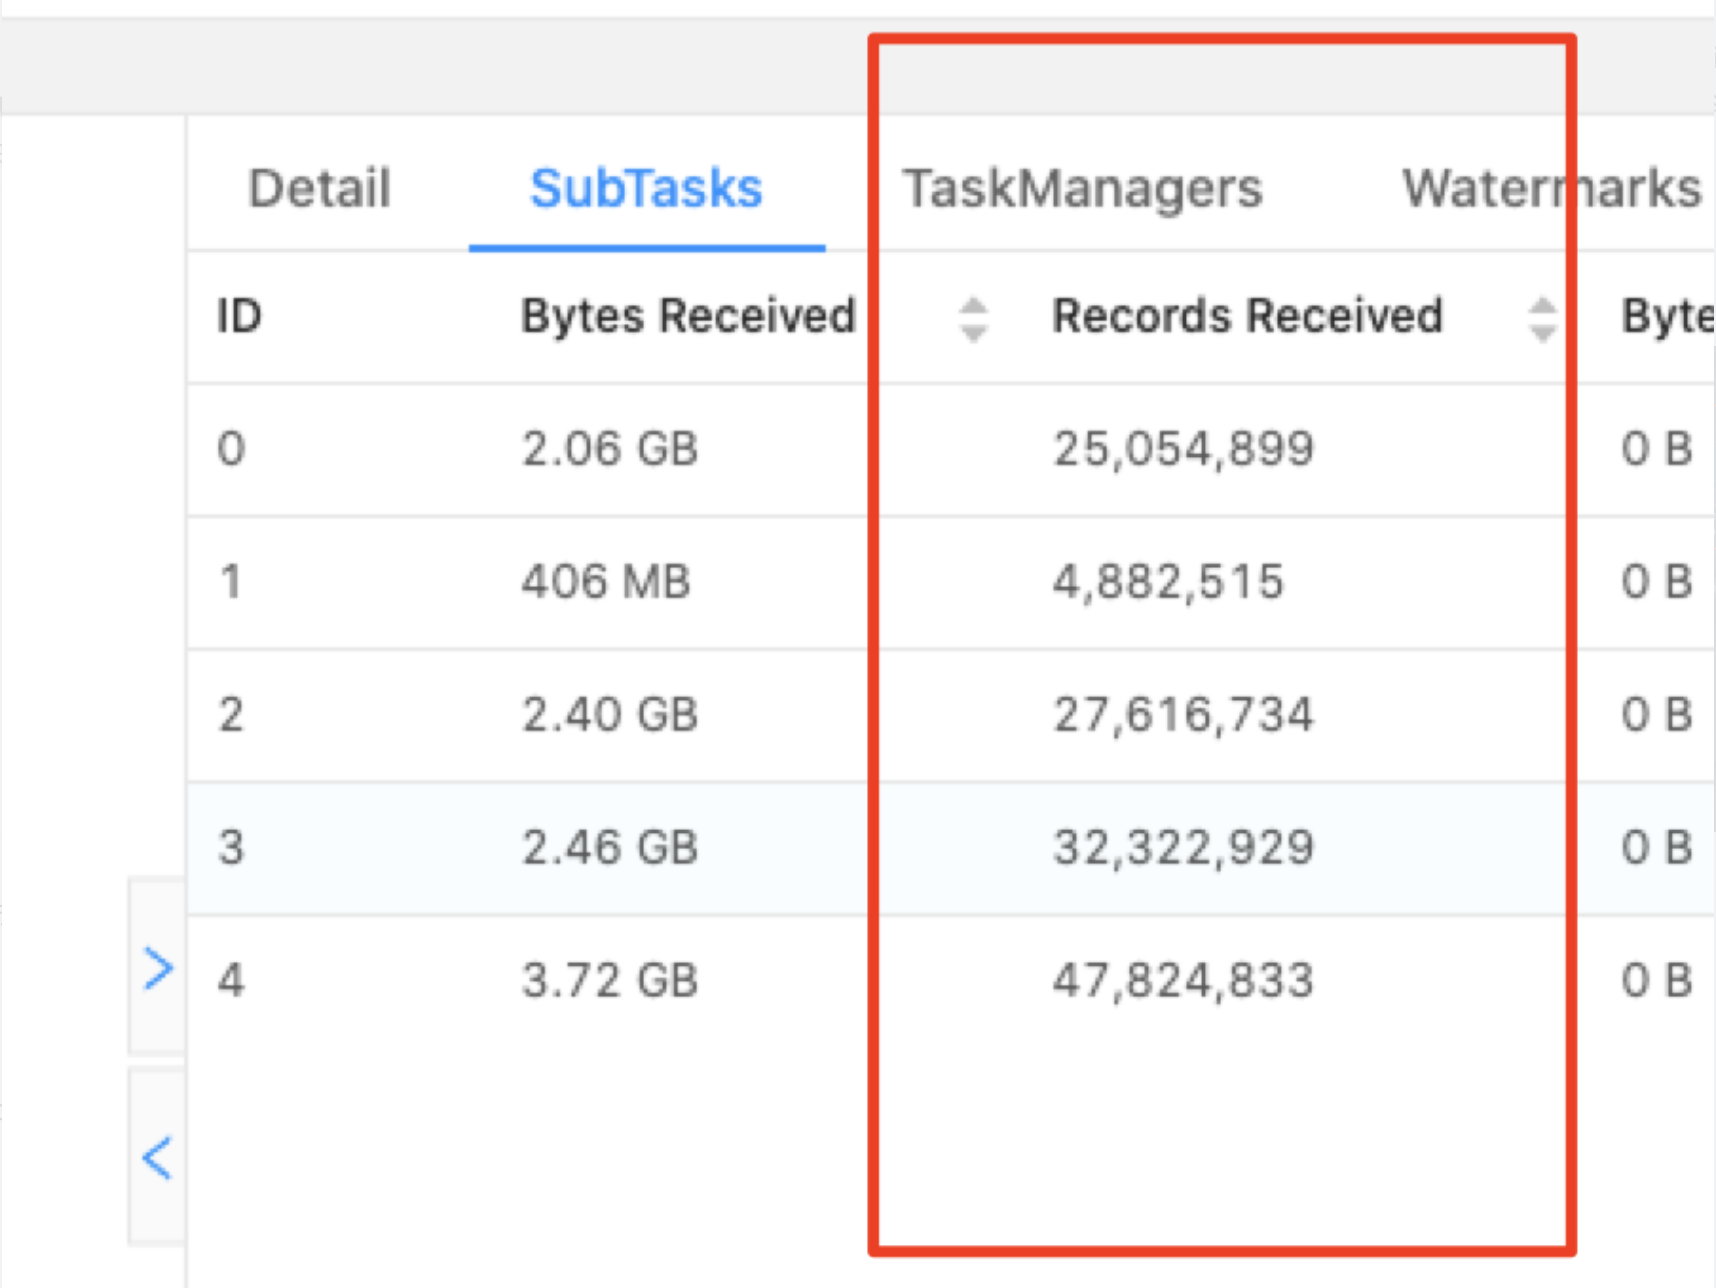 Detail SubTasks TaskManagers Watermarks
ID Bytes Received Records Received Byte
0 2.06 GB 25,054,899 0 B
1 406 MB 4,882,515 0 B
2 2.40 GB 27,616,734 0 B
3 2.46 GB 32,322,929 0 B
4 3.72 GB 47,824,833 0 B